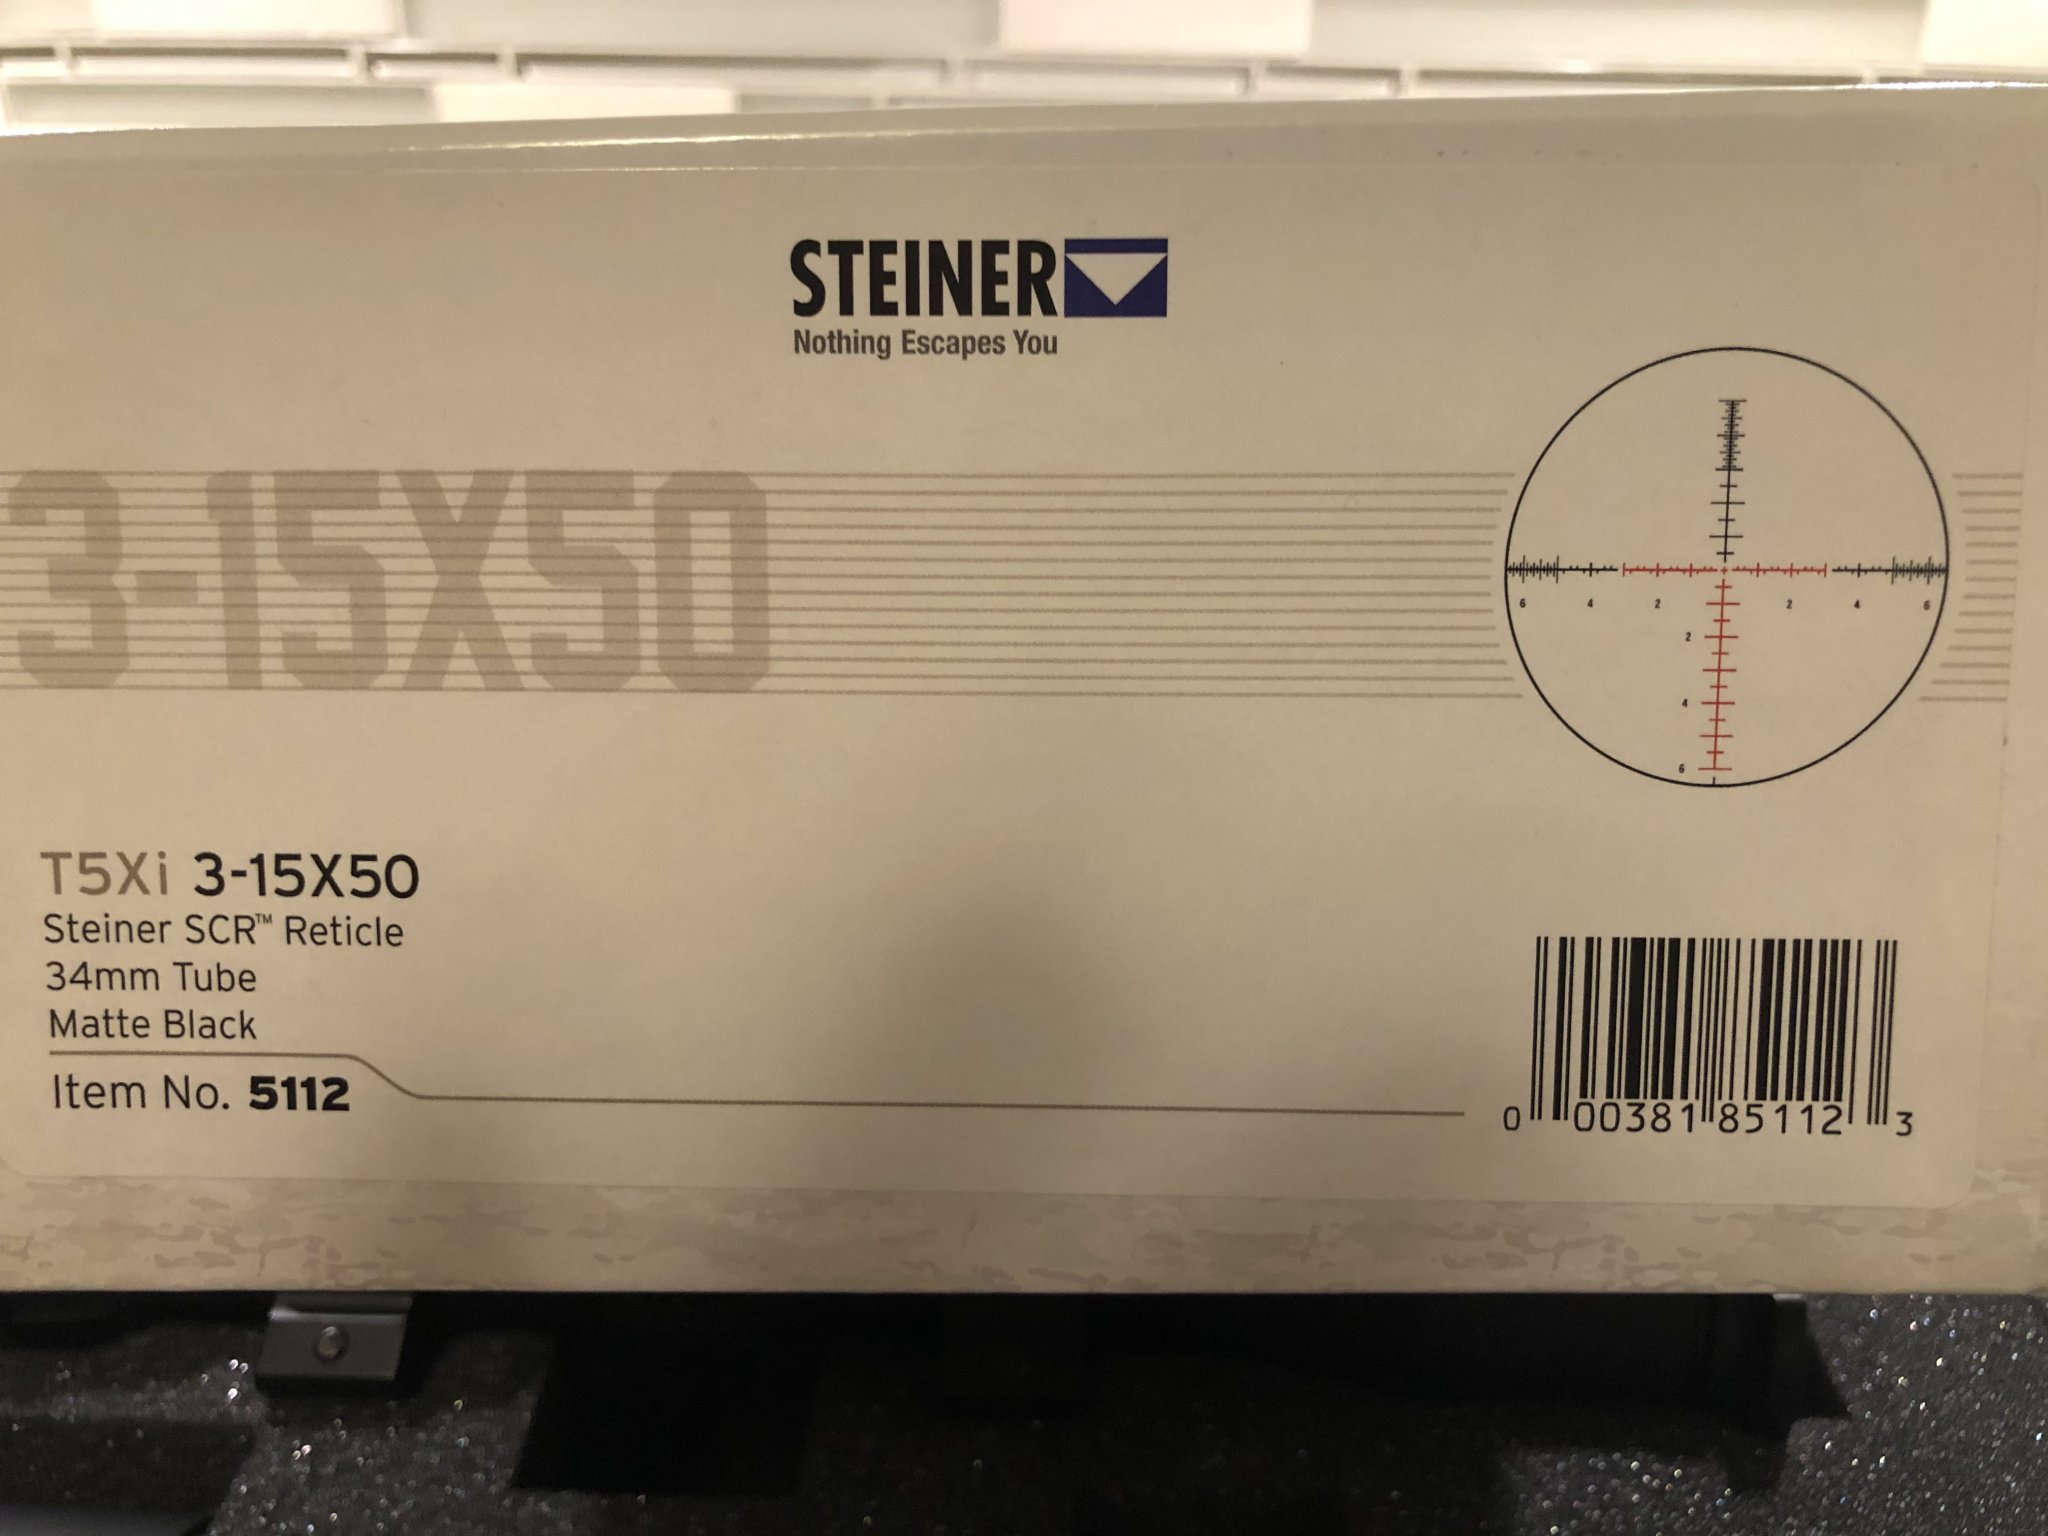 STEINER
Nothing Escapes You
3-15X50
6 4 2 2 4 6
2
4
6
T5Xi 3-15X50
Steiner SCR™ Reticle
34mm Tube
Matte Black
Item No. 5112
0 00381 85112 3